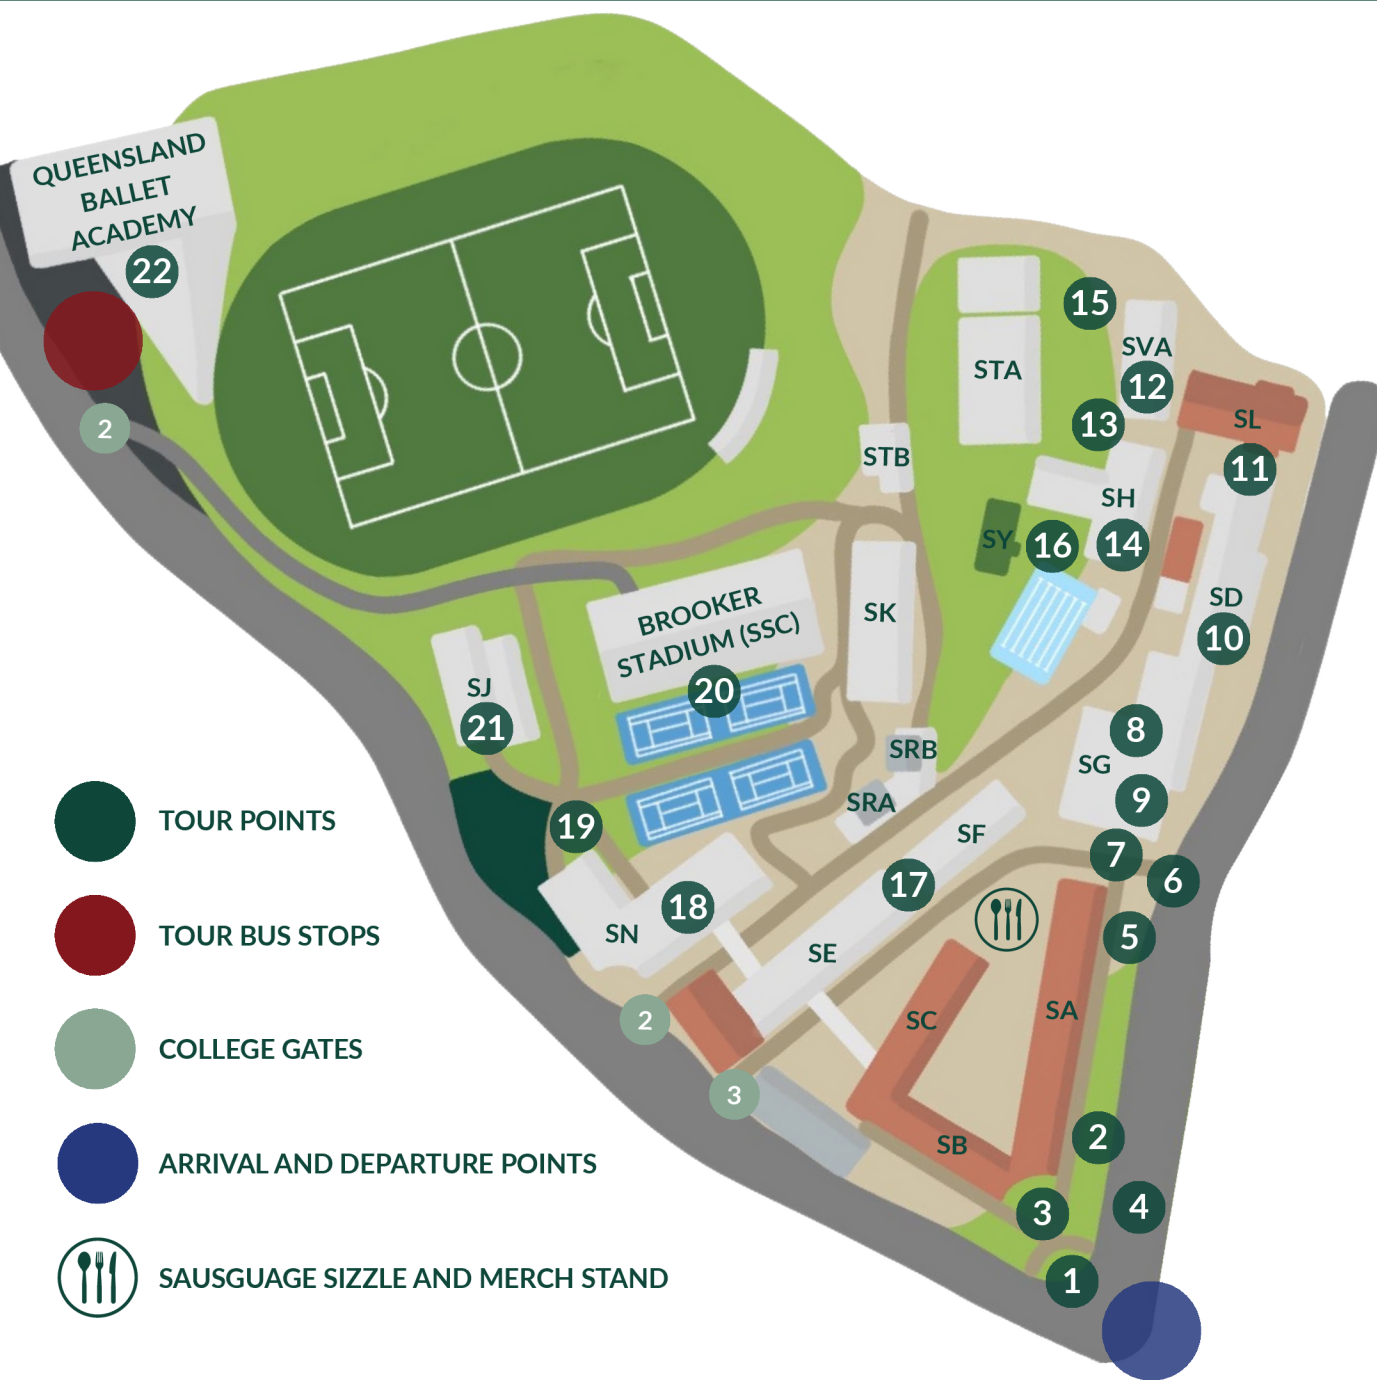 QUEENSLAND
BALLET
ACADEMY
22
2
15
SVA
12
STA
13
SL
11
STB
SH
SY
16
14
BROOKER
STADIUM (SSC)
20
SK
SD
10
SJ
21
SRB
8
SG
9
SRA
SF
7
6
19
17
18
SN
SE
5
2
3
SC
SA
SB
2
3
4
1
TOUR POINTS
TOUR BUS STOPS
COLLEGE GATES
ARRIVAL AND DEPARTURE POINTS
SAUSGUAGE SIZZLE AND MERCH STAND